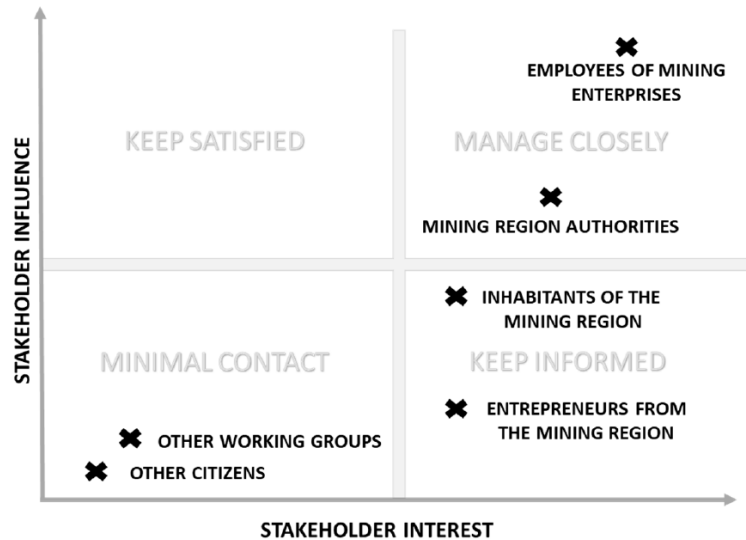 EMPLOYEES OF MINING
ENTERPRISES
KEEP SATISFIED
MANAGE CLOSELY
MINING REGION AUTHORITIES
STAKEHOLDER INFLUENCE
INHABITANTS OF THE
MINING REGION
MINIMAL CONTACT
KEEP INFORMED
ENTREPRENEURS FROM
THE MINING REGION
OTHER WORKING GROUPS
OTHER CITIZENS
STAKEHOLDER INTEREST